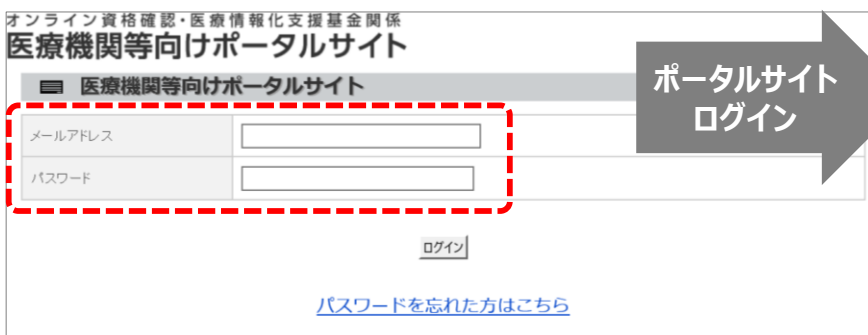 オンライン資格確認・医療情報化支援基金関係
医療機関等向けポータルサイト
医療機関等向けポータルサイト
ポータルサイト
ログイン
メールアドレス
パスワード
ログイン
パスワードを忘れた方はこちら